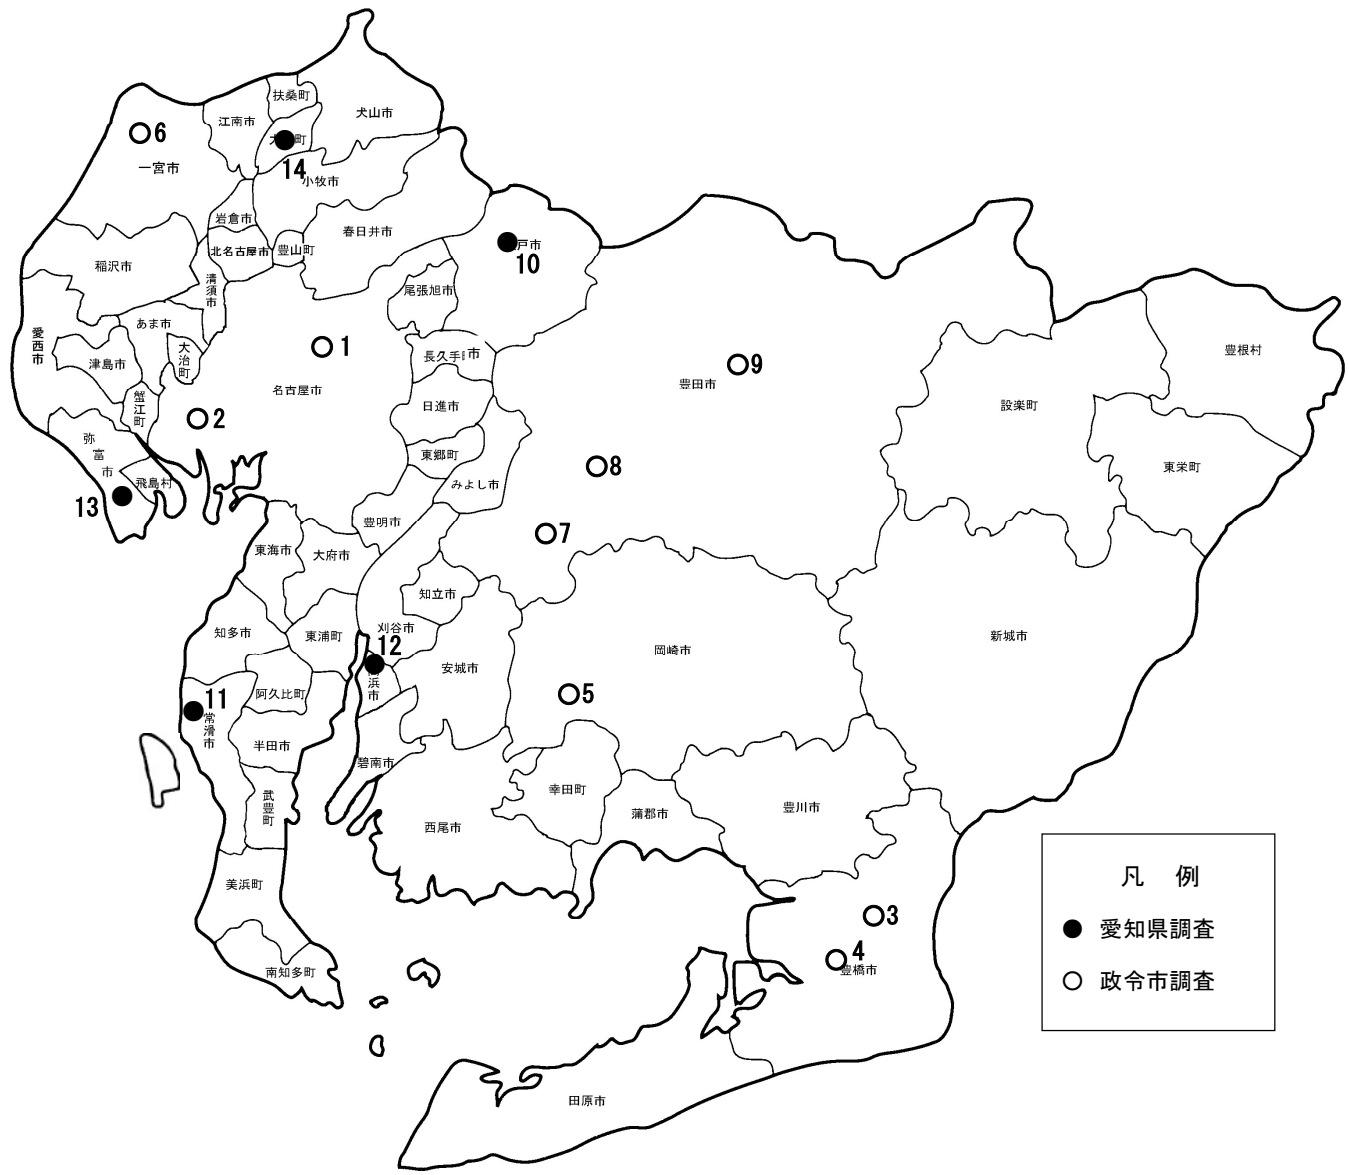 扶桑町
犬山市
江南市
6
町
14
一宮市
小牧市
岩倉市
春日井市
北名古屋市
豊山町
戸市
10
稲沢市
清須市
尾張旭市
あま市
愛西市
大治町
1
長久手市
津島市
名古屋市
9
豊田市
豊根村
蟹江町
2
日進市
設楽町
弥富市
東郷町
8
東栄町
飛島村
みよし市
13
豊明市
7
東海市
大府市
知立市
知多市
東浦町
刈谷市
12
新城市
岡崎市
安城市
浜市
阿久比町
11
5
常滑市
半田市
碧南市
武豊町
幸田町
豊川市
蒲郡市
西尾市
凡 例
美浜町
3
愛知県調査
4
豊橋市
南知多町
政令市調査
田原市